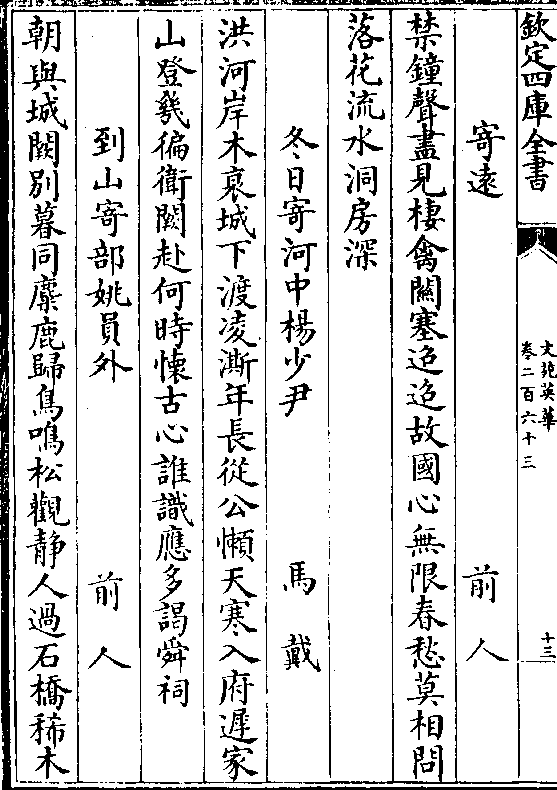 欽定四庫全書
文苑英華
卷二百六十三
十三
寄遠　前人
禁鐘聲盡見棲禽關塞迢迢故國心無限春愁莫相問
落花流水洞房深
冬日寄河中楊少尹　馬戴
洪河岸木衰城下渡凌澌年長從公懶天寒入府遲家
山登幾徧衛闕赴何時懐古心誰識應多謁舜祠
到山寄部姚員外　前人
朝與城闕別暮同麋鹿歸鳥鳴松觀静人過石橋稀木